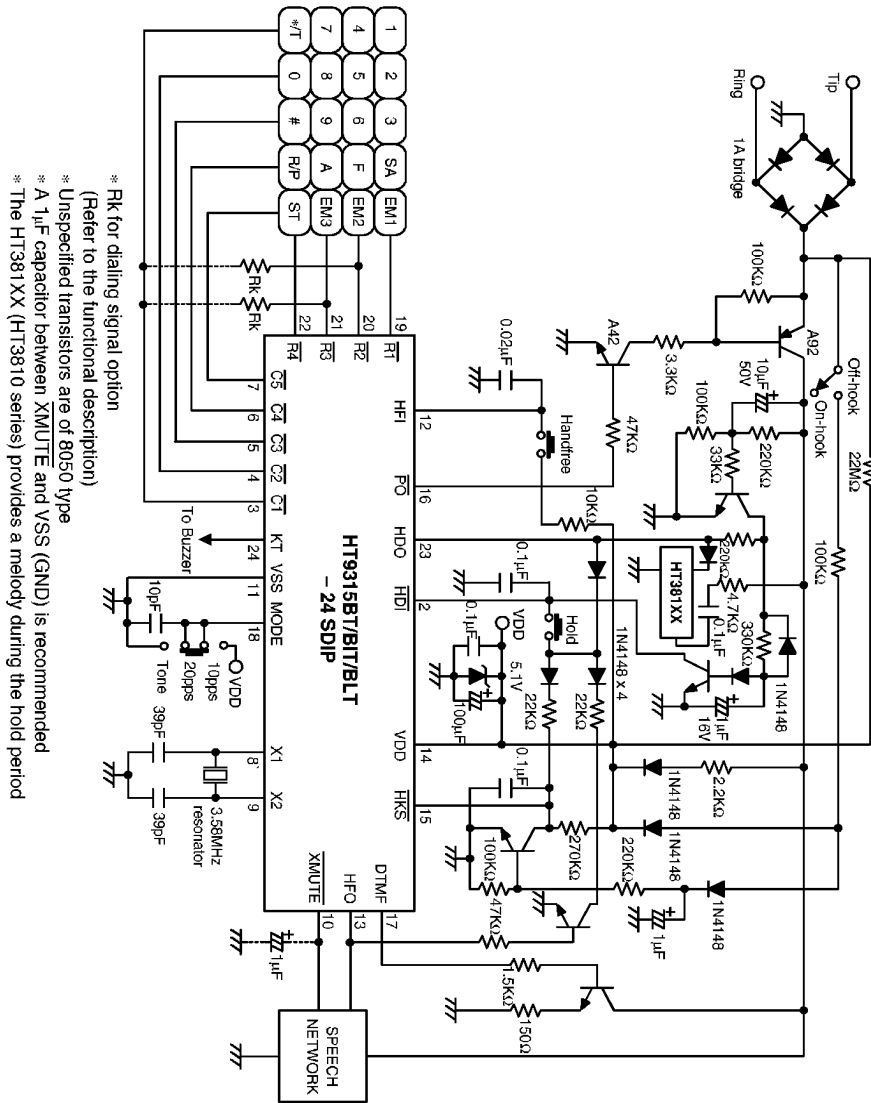 Tip
Ring
1A bridge
100KΩ
A92
Off-hook
On-hook
22MΩ
100KΩ
A42
3.3KΩ
10μF
50V
100KΩ
220KΩ
33KΩ
47KΩ
220kΩ
HT381XX
4.7KΩ
0.1μF
330KΩ
1N4148
1μF
16V
0.02μF
Handfree
10KΩ
0.1μF
Hold
1N4148 x 4
22KΩ
22KΩ
VDD
0.1μF
5.1V
100μF
0.1μF
2.2KΩ
1N4148
1N4148
1N4148
270KΩ
220KΩ
100KΩ
1μF
47KΩ
1.5KΩ
150Ω
1 2 3 SA EM1
4 5 6 F EM2
7 8 9 A EM3
*/T 0 # R/P ST
Rk
Rk
19 20 21 22
R1 R2 R3 R4
HFI 12
PO 16
HDO 23
HDI 2
VDD 14
HKS 15
DTMF 17
HFO 13
XMUTE 10
C5 7
C4 6
C3 5
C2 4
C1 3
KT 24
VSS 11
MODE 18
X1 8`
X2 9
HT9315BT/BIT/BLT
– 24 SDIP
To Buzzer
10pF
VDD
10pps
20pps
Tone
39pF
39pF
3.58MHz
resonator
1μF
SPEECH
NETWORK
* Rk for dialing signal option
(Refer to the functional description)
* Unspecified transistors are of 8050 type
* A 1μF capacitor between XMUTE and VSS (GND) is recommended
* The HT381XX (HT3810 series) provides a melody during the hold period